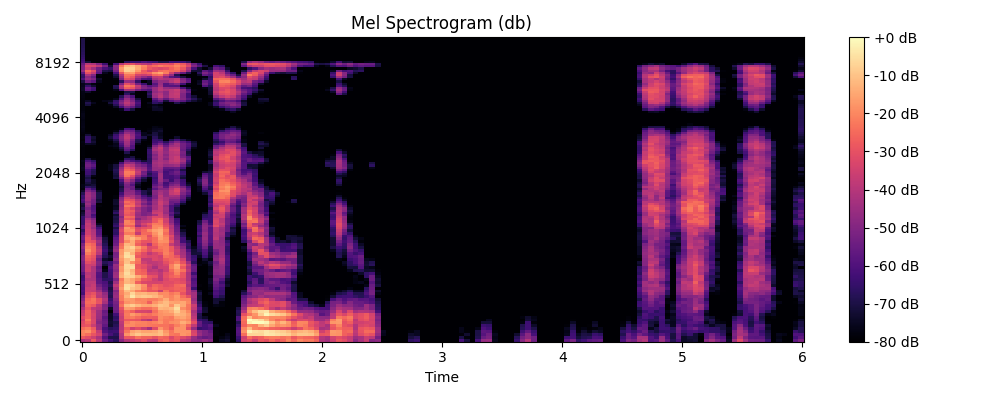 Mel Spectrogram (db)
8192
4096
2048
1024
512
0
Hz
0 1 2 3 4 5 6
Time
+0 dB
-10 dB
-20 dB
-30 dB
-40 dB
-50 dB
-60 dB
-70 dB
-80 dB